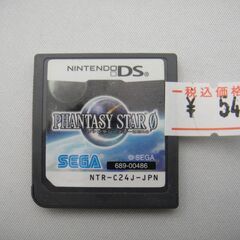 NINTENDO DS
税込価格
¥ 54
PHANTASY STAR 0
SEGA
© SEGA
689-00486
NTR-C24J-JPN